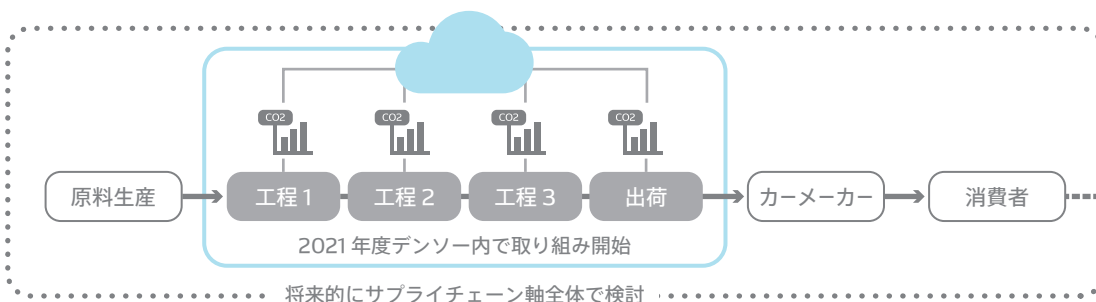 CO2 CO2 CO2 CO2
原料生産 工程 1 工程 2 工程 3 出荷 カーメーカー 消費者
2021 年度デンソー内で取り組み開始
将来的にサプライチェーン軸全体で検討